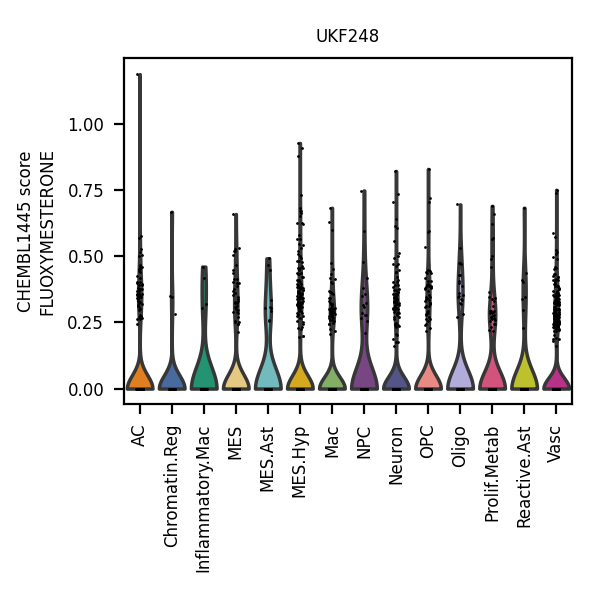 UKF248
CHEMBL1445 score
FLUOXYMESTERONE
1.00
0.75
0.50
0.25
0.00
AC
Chromatin.Reg
Inflammatory.Mac
MES
MES.Ast
MES.Hyp
Mac
NPC
Neuron
OPC
Oligo
Prolif.Metab
Reactive.Ast
Vasc